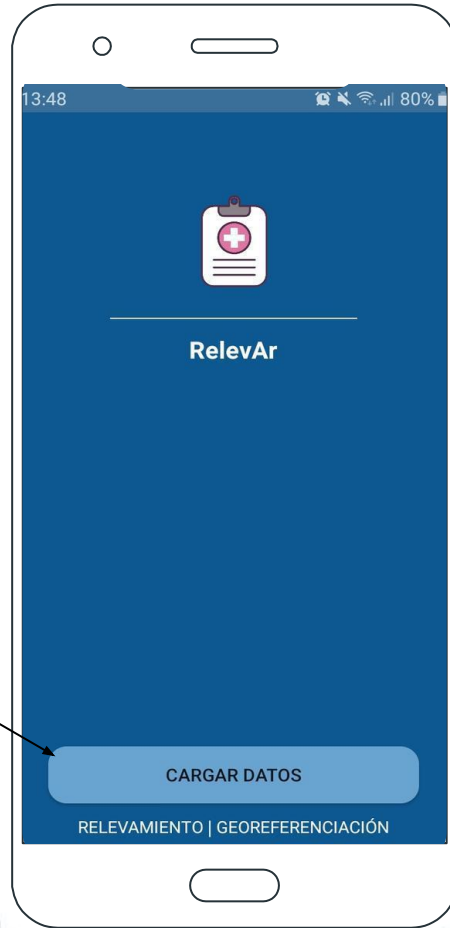 13:48 80%
RelevAr
CARGAR DATOS
RELEVAMIENTO | GEOREFERENCIACIÓN